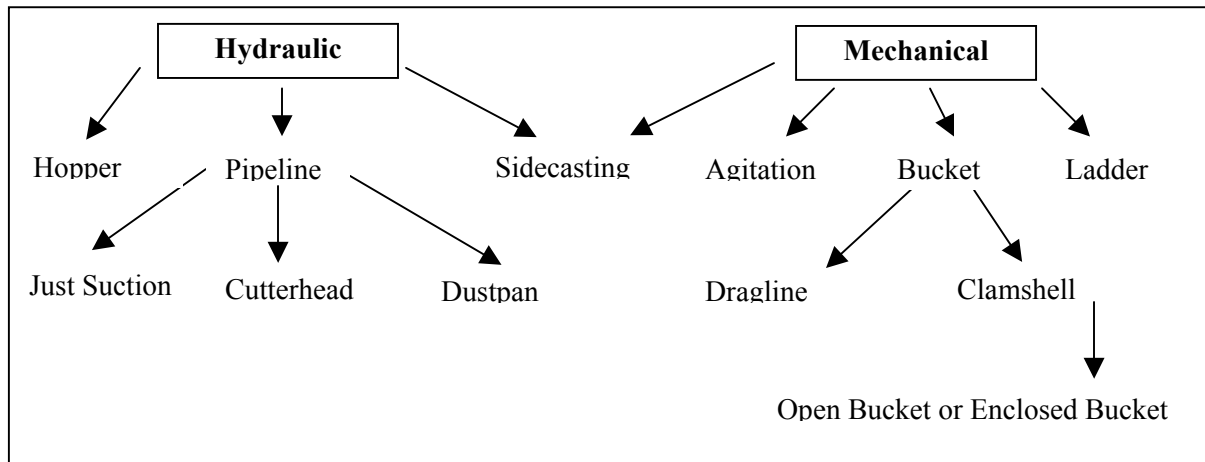 Hydraulic Mechanical
Hopper Pipeline Sidecasting Agitation Bucket Ladder
Just Suction Cutterhead Dustpan Dragline Clamshell
Open Bucket or Enclosed Bucket